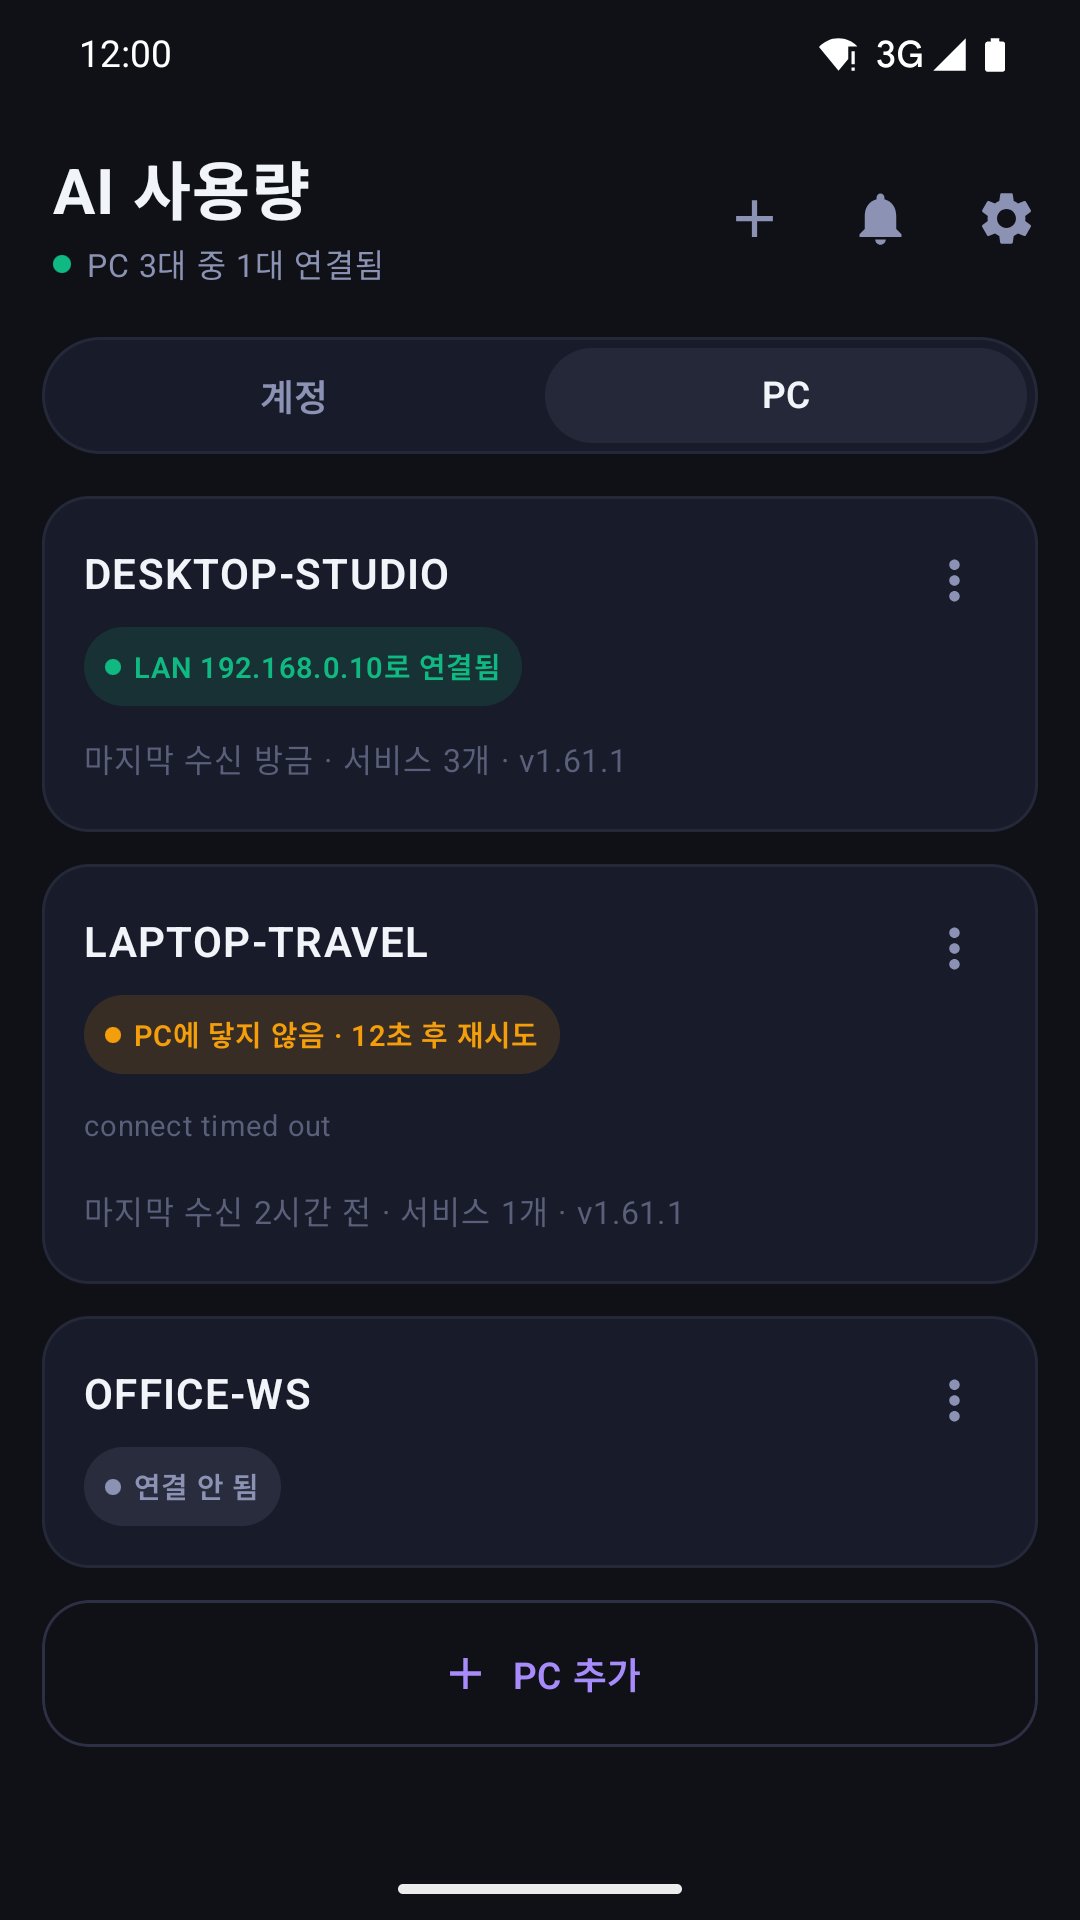 12:00
3G
AI 사용량
PC 3대 중 1대 연결됨
계정
PC
DESKTOP-STUDIO
LAN 192.168.0.10로 연결됨
마지막 수신 방금 · 서비스 3개 · v1.61.1
LAPTOP-TRAVEL
PC에 닿지 않음 · 12초 후 재시도
connect timed out
마지막 수신 2시간 전 · 서비스 1개 · v1.61.1
OFFICE-WS
연결 안 됨
PC 추가